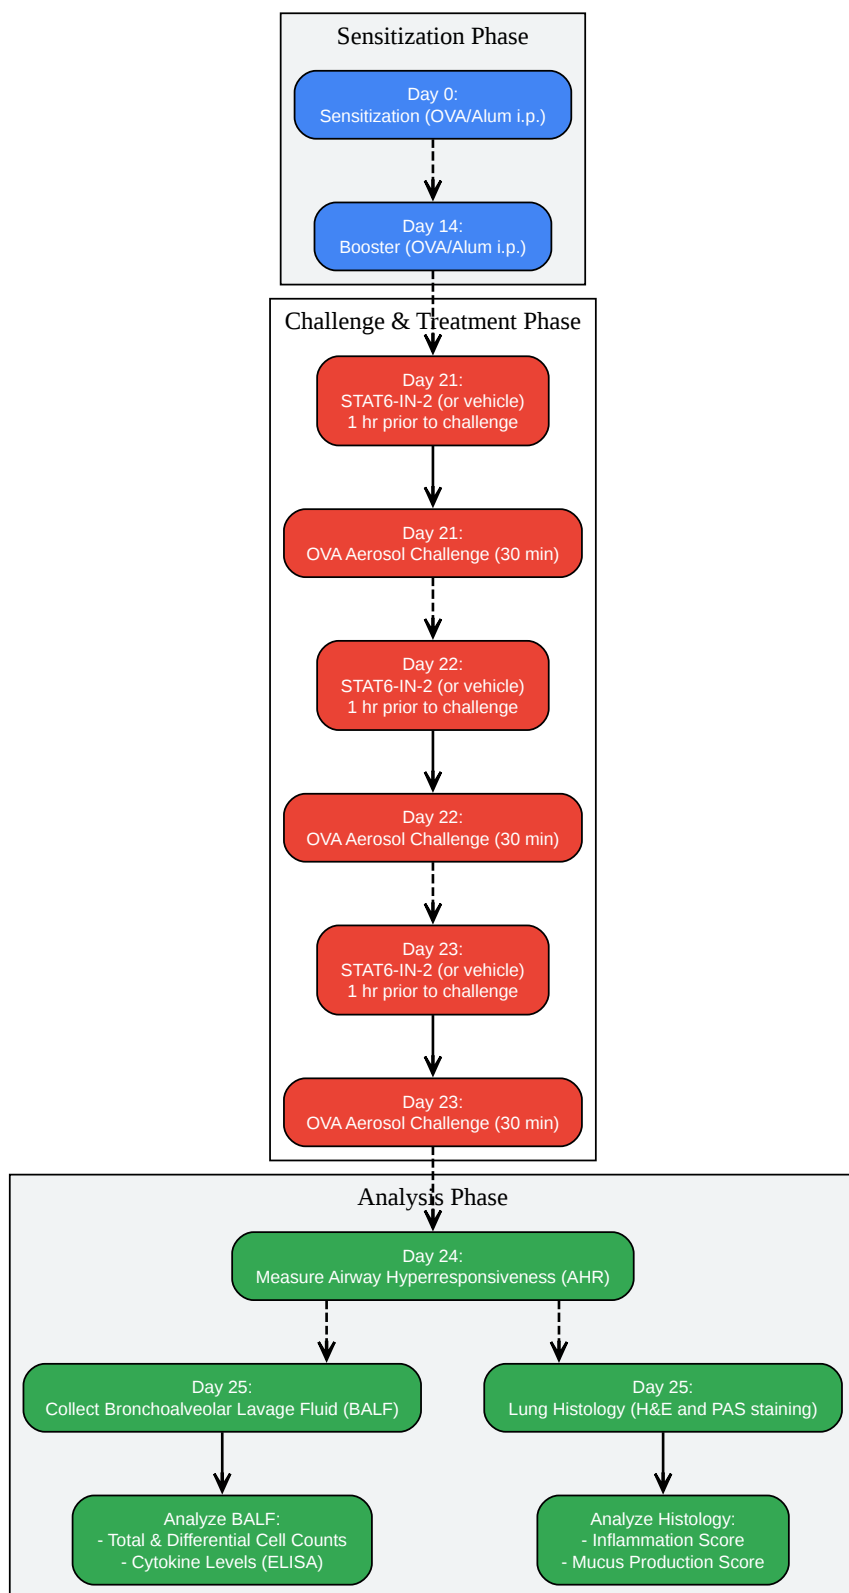 Sensitization Phase
Day 0:
Sensitization (OVA/Alum i.p.)
Day 14:
Booster (OVA/Alum i.p.)
Challenge & Treatment Phase
Day 21:
STAT6-IN-2 (or vehicle)
1 hr prior to challenge
Day 21:
OVA Aerosol Challenge (30 min)
Day 22:
STAT6-IN-2 (or vehicle)
1 hr prior to challenge
Day 22:
OVA Aerosol Challenge (30 min)
Day 23:
STAT6-IN-2 (or vehicle)
1 hr prior to challenge
Day 23:
OVA Aerosol Challenge (30 min)
Analysis Phase
Day 24:
Measure Airway Hyperresponsiveness (AHR)
Day 25:
Collect Bronchoalveolar Lavage Fluid (BALF)
Day 25:
Lung Histology (H&E and PAS staining)
Analyze BALF:
- Total & Differential Cell Counts
- Cytokine Levels (ELISA)
Analyze Histology:
- Inflammation Score
- Mucus Production Score